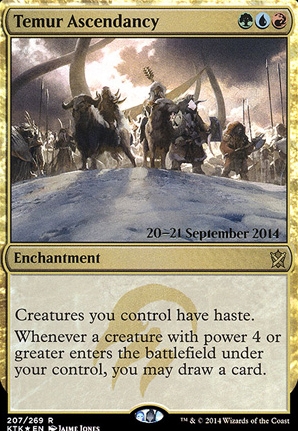 Temur Ascendancy
20–21 September 2014
Enchantment
Creatures you control have haste.
Whenever a creature with power 4 or
greater enters the battlefield under
your control, you may draw a card.
207/269 R
KTK★EN Jaime Jones
™ & © 2014 Wizards of the Coast